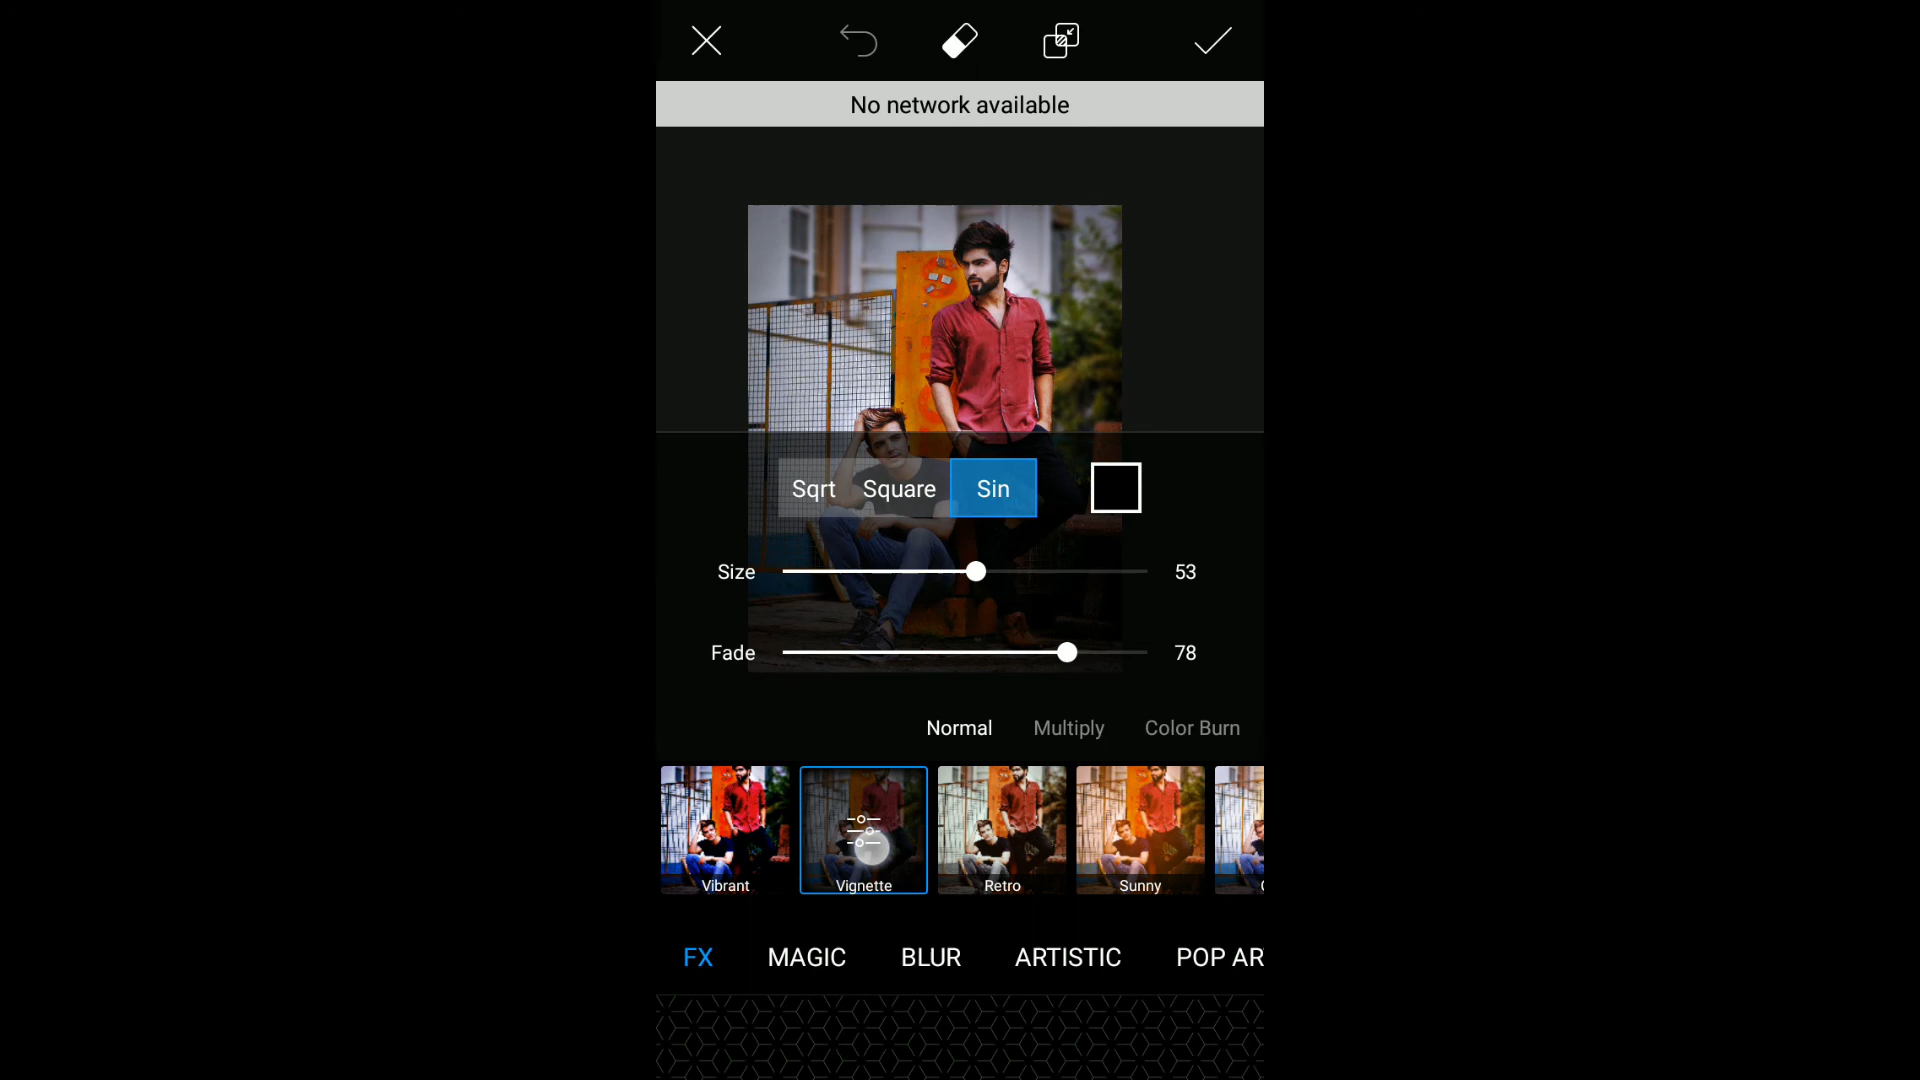 No network available
Sqrt Square Sin
Size 53
Fade 78
Normal Multiply Color Burn
Vibrant Vignette Retro Sunny
FX MAGIC BLUR ARTISTIC POP AR